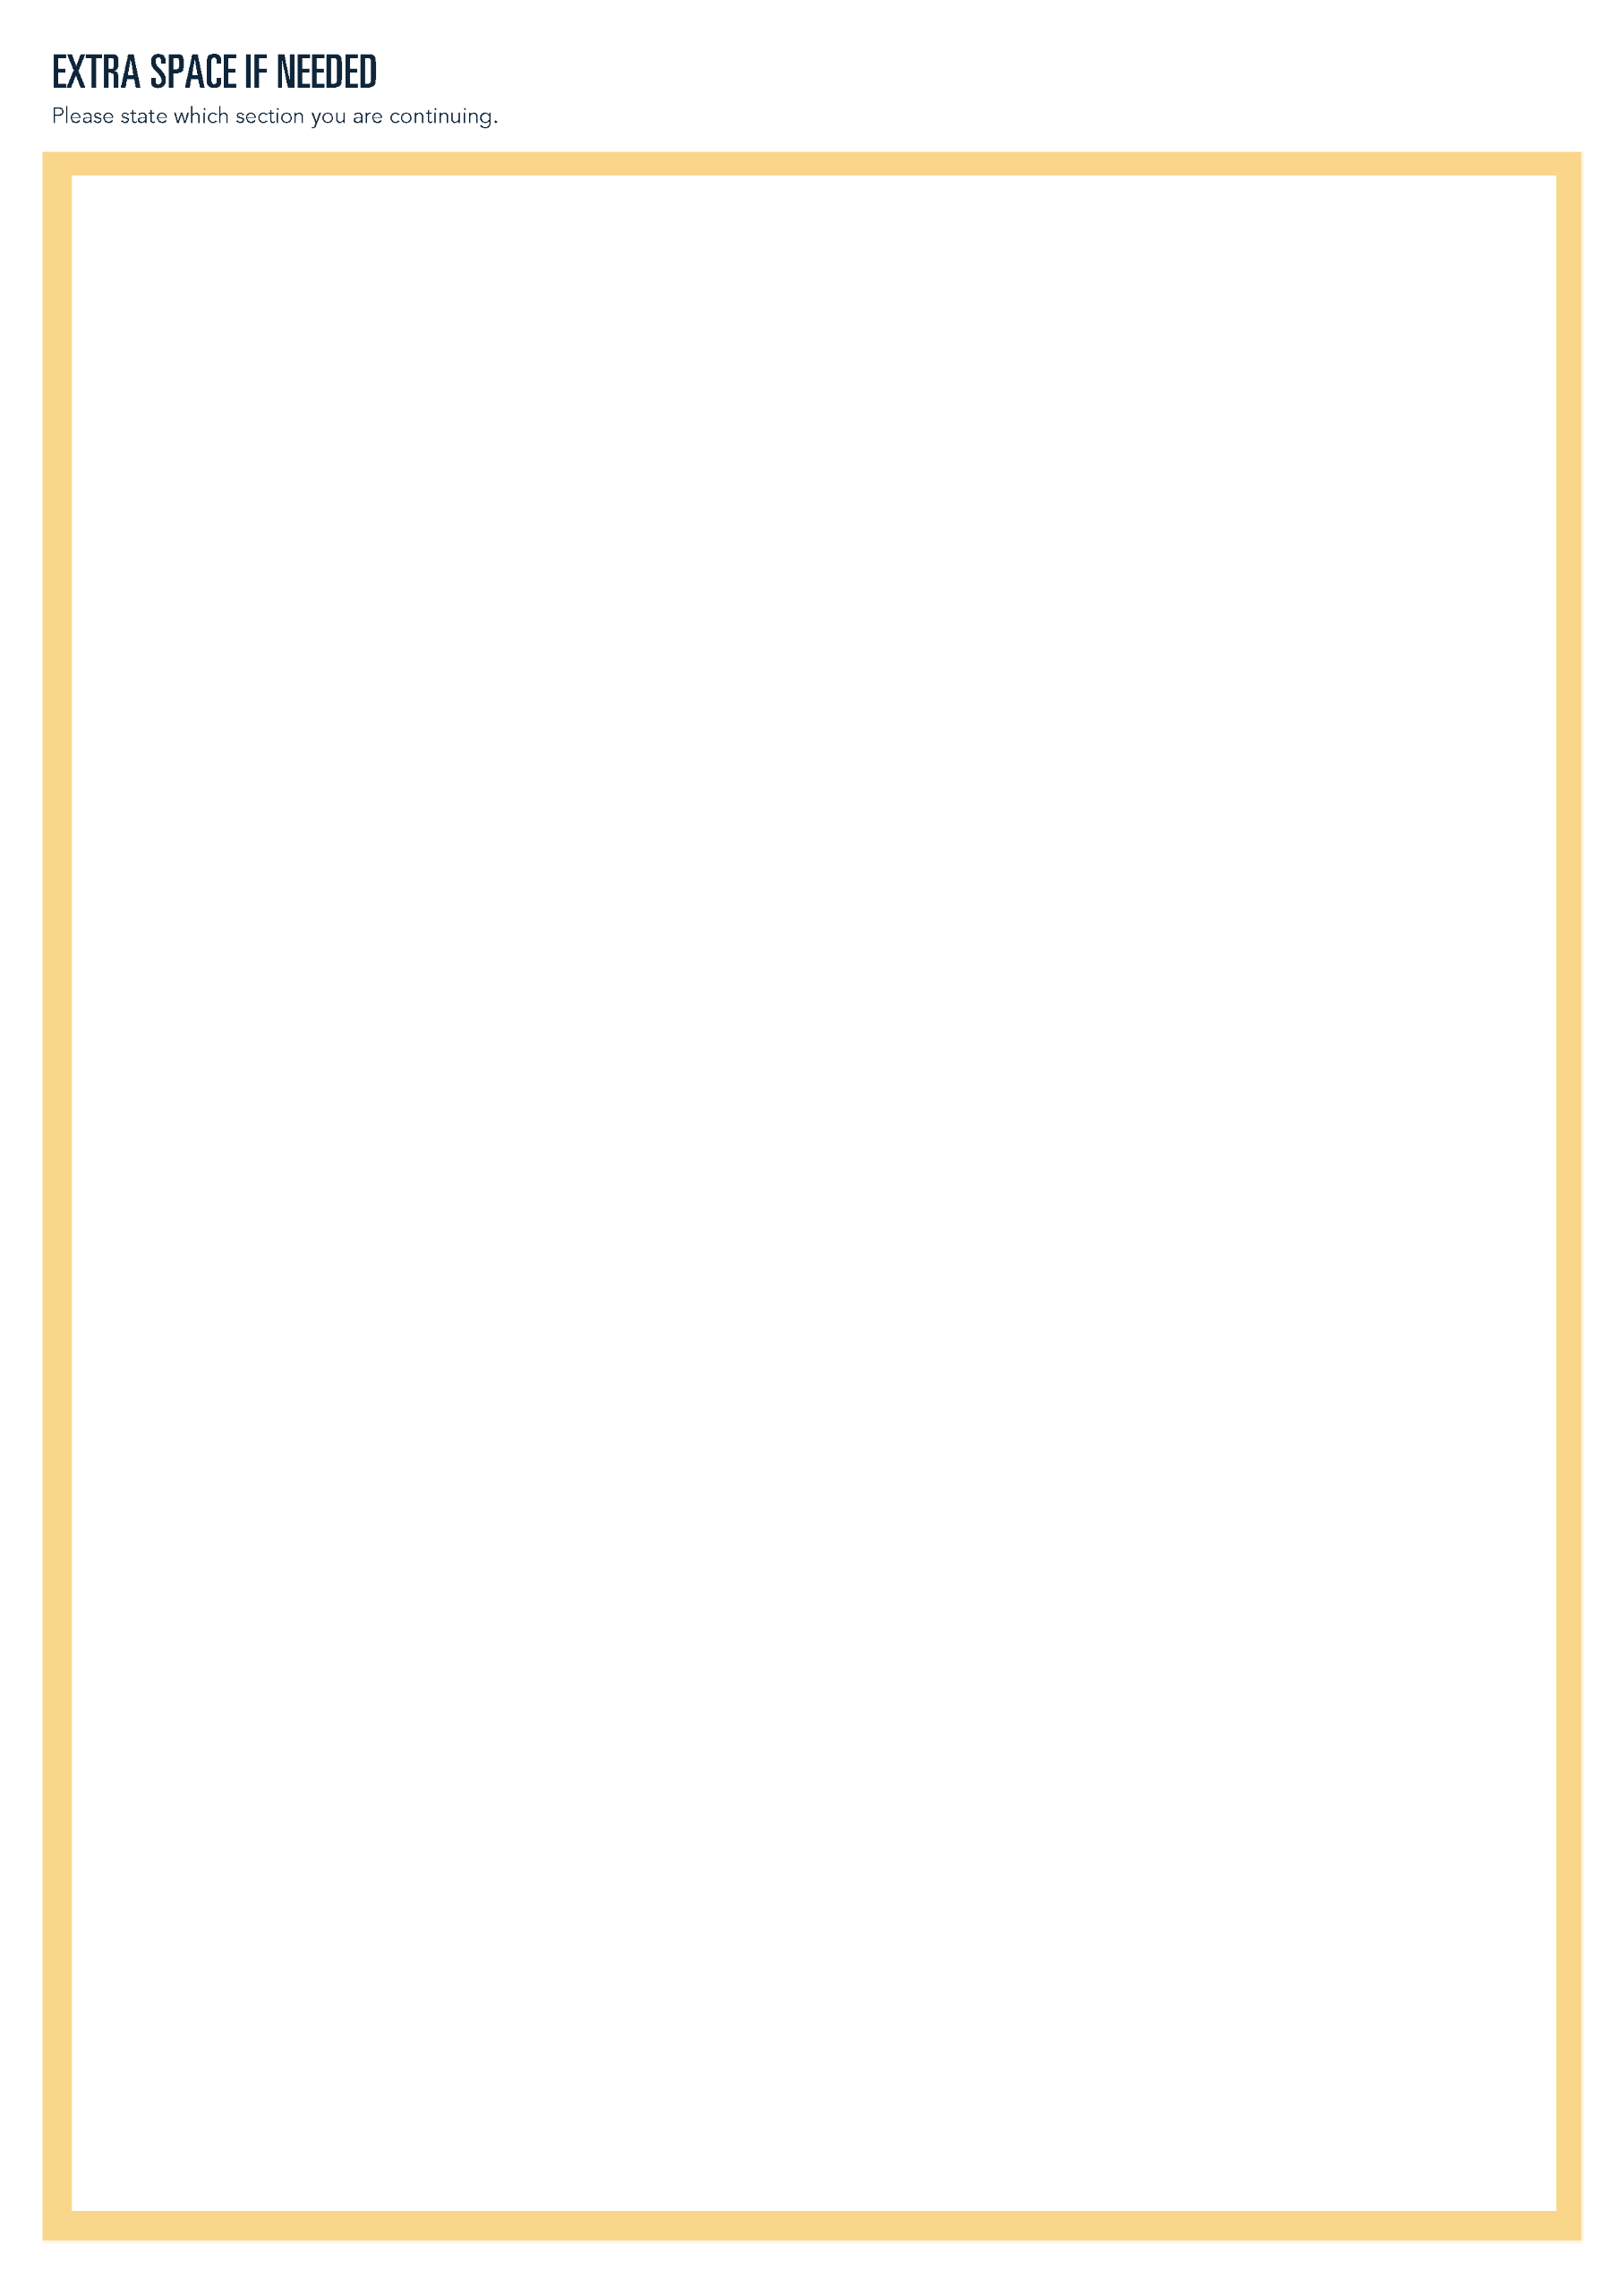 EXTRA SPACE IF NEEDED
Please state which section you are continuing.